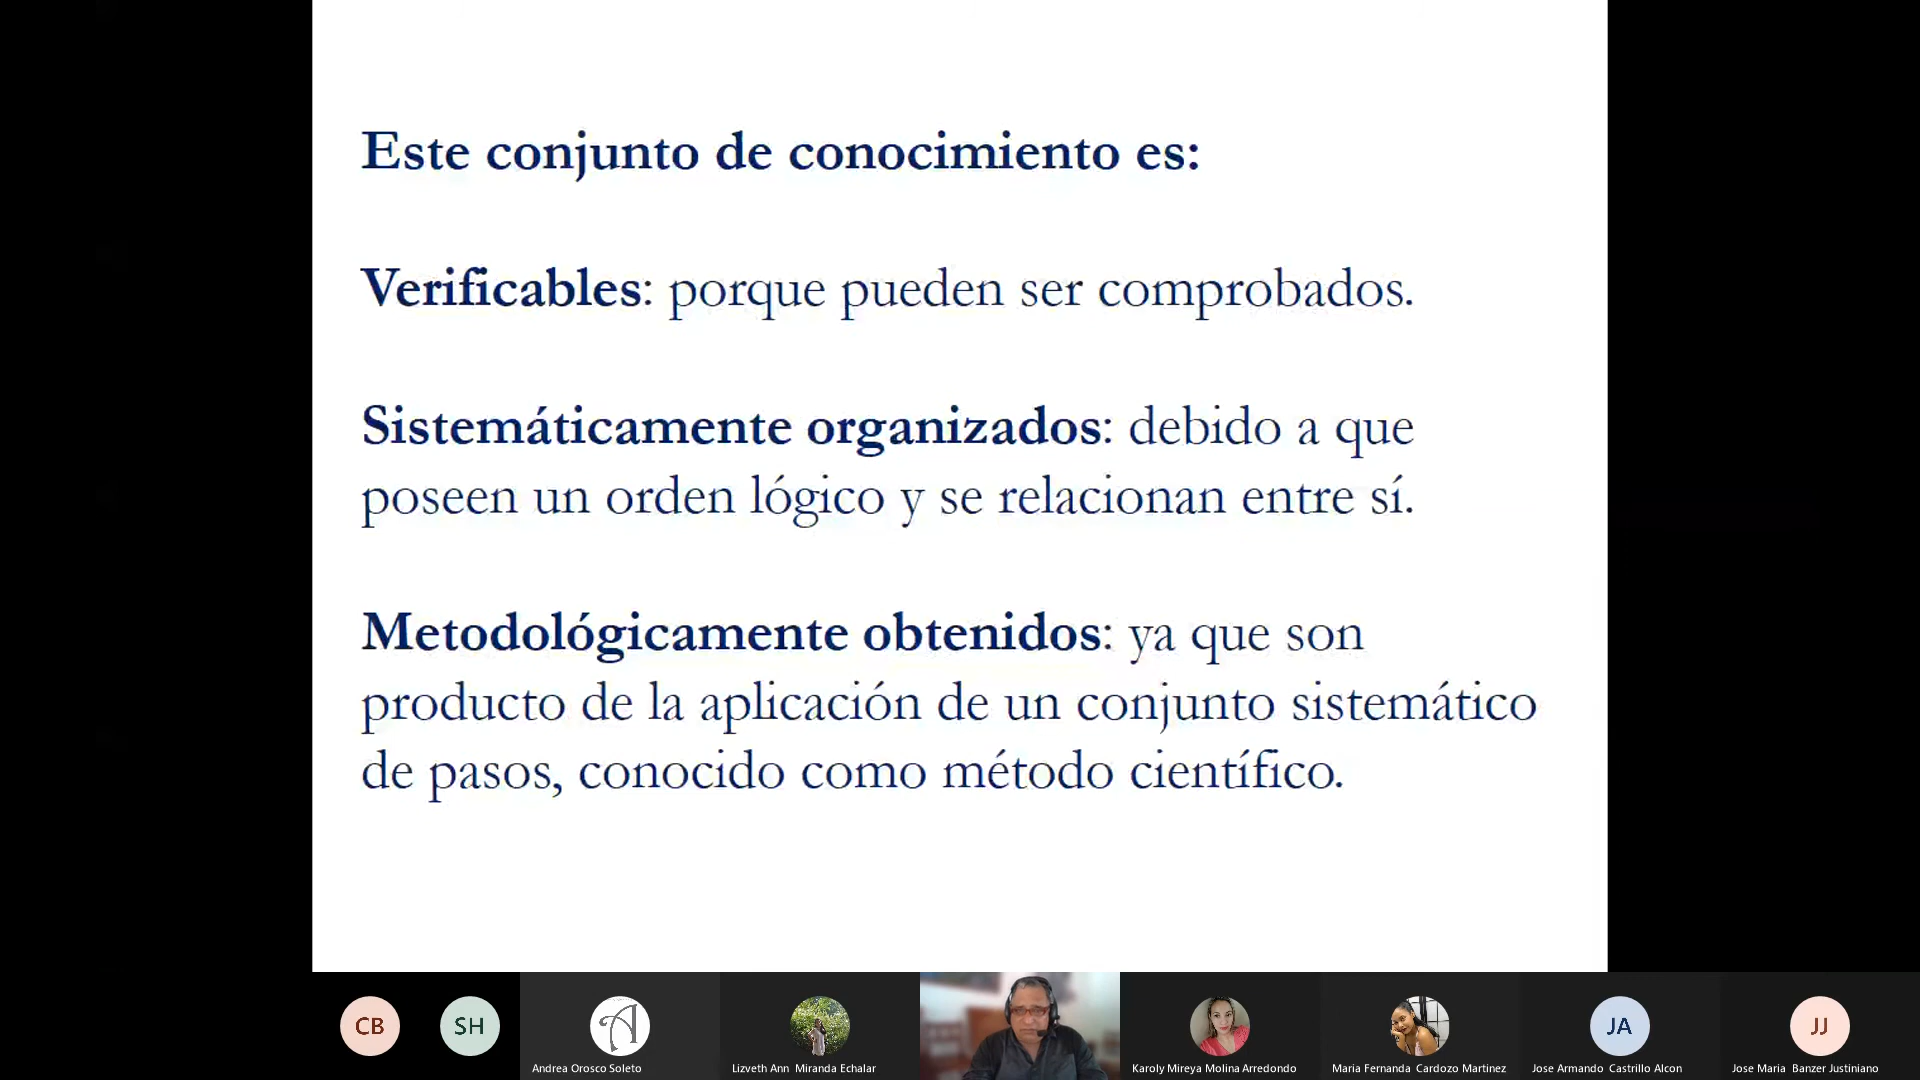 Este conjunto de conocimiento es:
Verificables: porque pueden ser comprobados.
Sistemáticamente organizados: debido a que
poseen un orden lógico y se relacionan entre sí.
Metodológicamente obtenidos: ya que son
producto de la aplicación de un conjunto sistemático
de pasos, conocido como método científico.
CB
SH
A
JA
JJ
Andrea Orosco Soleto
Lizveth Ann Miranda Echalar
Karoly Mireya Molina Arredondo
Maria Fernanda Cardozo Martinez
Jose Armando Castrillo Alcon
Jose Maria Banzer Justiniano